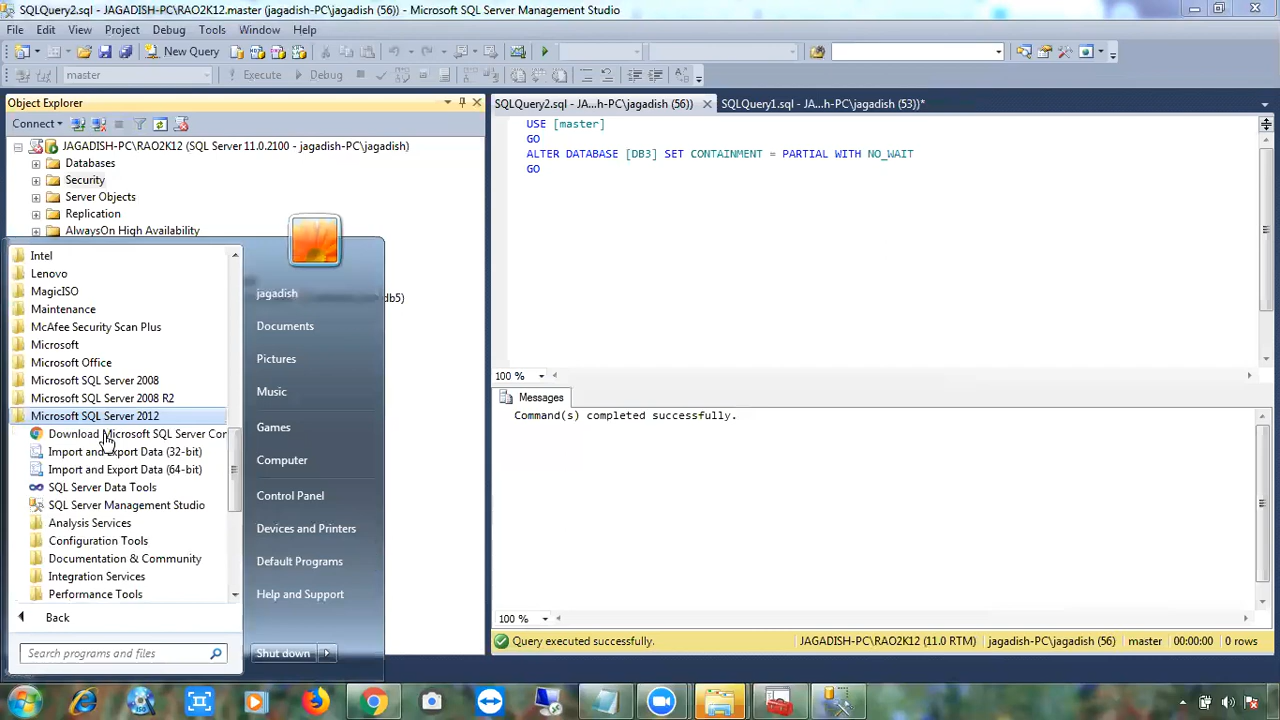 SQLQuery2.sql - JAGADISH-PC\RAO2K12.master (jagadish-PC\jagadish (56)) - Microsoft SQL Server Management Studio
File Edit View Project Debug Tools Window Help
New Query
master Execute Debug
Object Explorer
Connect
JAGADISH-PC\RAO2K12 (SQL Server 11.0.2100 - jagadish-PC\jagadish)
Databases
Security
Server Objects
Replication
AlwaysOn High Availability
db5)
SQLQuery2.sql - JA...h-PC\jagadish (56)) SQLQuery1.sql - JA...h-PC\jagadish (53))*
USE [master]
GO
ALTER DATABASE [DB3] SET CONTAINMENT = PARTIAL WITH NO_WAIT
GO
100 %
Messages
Command(s) completed successfully.
100 %
Query executed successfully. JAGADISH-PC\RAO2K12 (11.0 RTM) jagadish-PC\jagadish (56) master 00:00:00 0 rows
Intel
Lenovo
MagicISO
Maintenance
McAfee Security Scan Plus
Microsoft
Microsoft Office
Microsoft SQL Server 2008
Microsoft SQL Server 2008 R2
Microsoft SQL Server 2012
Download Microsoft SQL Server Cor
Import and Export Data (32-bit)
Import and Export Data (64-bit)
SQL Server Data Tools
SQL Server Management Studio
Analysis Services
Configuration Tools
Documentation & Community
Integration Services
Performance Tools
Back
Search programs and files
jagadish
Documents
Pictures
Music
Games
Computer
Control Panel
Devices and Printers
Default Programs
Help and Support
Shut down